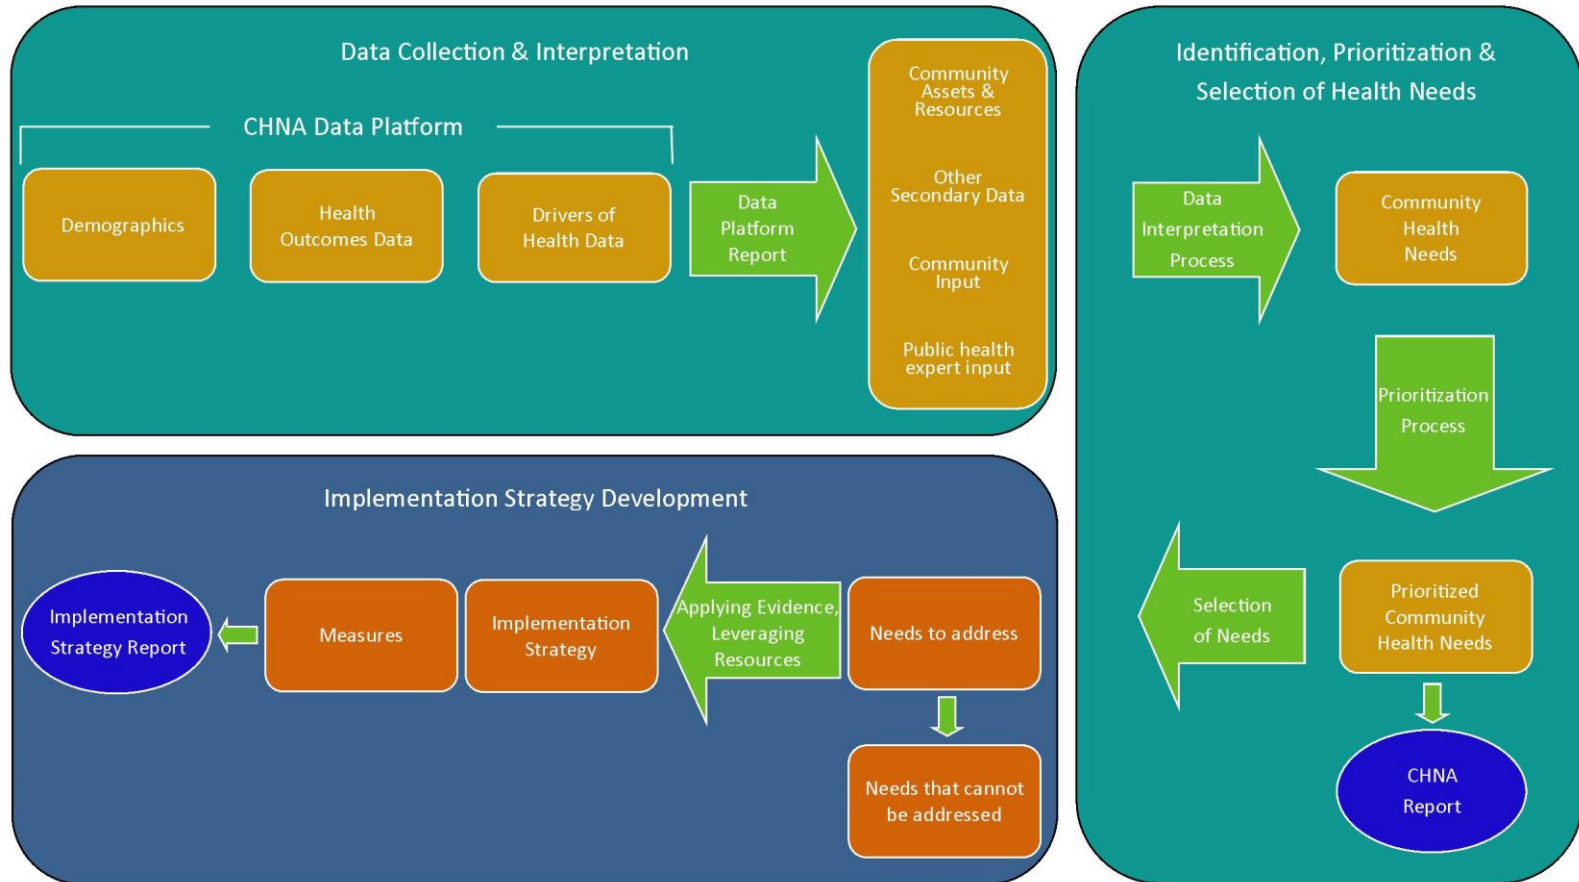 Data Collection & Interpretation
CHNA Data Platform
Demographics
Health
Outcomes Data
Drivers of
Health Data
Data
Platform
Report
Community
Assets &
Resources
Other
Secondary Data
Community
Input
Public health
expert input
Identification, Prioritization &
Selection of Health Needs
Data
Interpretation
Process
Community
Health
Needs
Prioritization
Process
Prioritized
Community
Health Needs
Selection
of Needs
CHNA
Report
Implementation Strategy Development
Needs to address
Needs that cannot
be addressed
Applying Evidence,
Leveraging
Resources
Implementation
Strategy
Measures
Implementation
Strategy Report